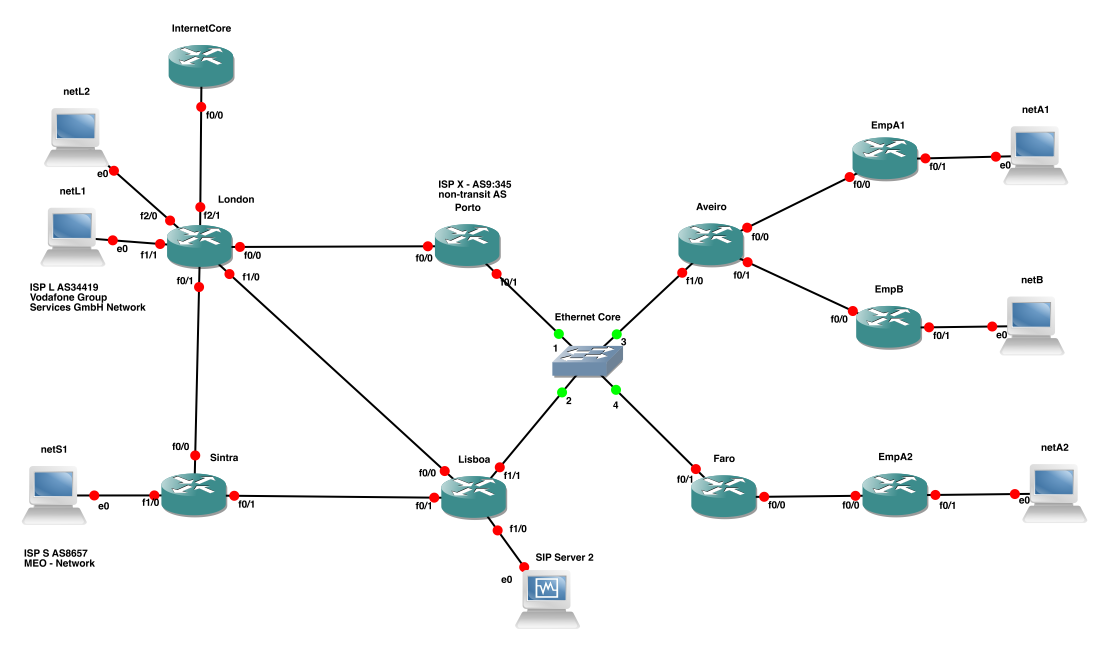 InternetCore
f0/0
netL2
e0
netL1
e0
f2/0
f1/1
London
f2/1
f0/0
f0/1
f1/0
ISP L AS34419
Vodafone Group
Services GmbH Network
ISP X - AS9:345
non-transit AS
Porto
f0/0
f0/1
Ethernet Core
1
3
2
4
Aveiro
f0/0
f0/1
f1/0
EmpA1
f0/0
f0/1
netA1
e0
EmpB
f0/0
f0/1
netB
e0
netS1
e0
ISP S AS8657
MEO - Network
Sintra
f0/0
f1/0
f0/1
Lisboa
f0/0
f1/1
f0/1
f1/0
SIP Server 2
e0
Faro
f0/1
f0/0
EmpA2
f0/0
f0/1
netA2
e0